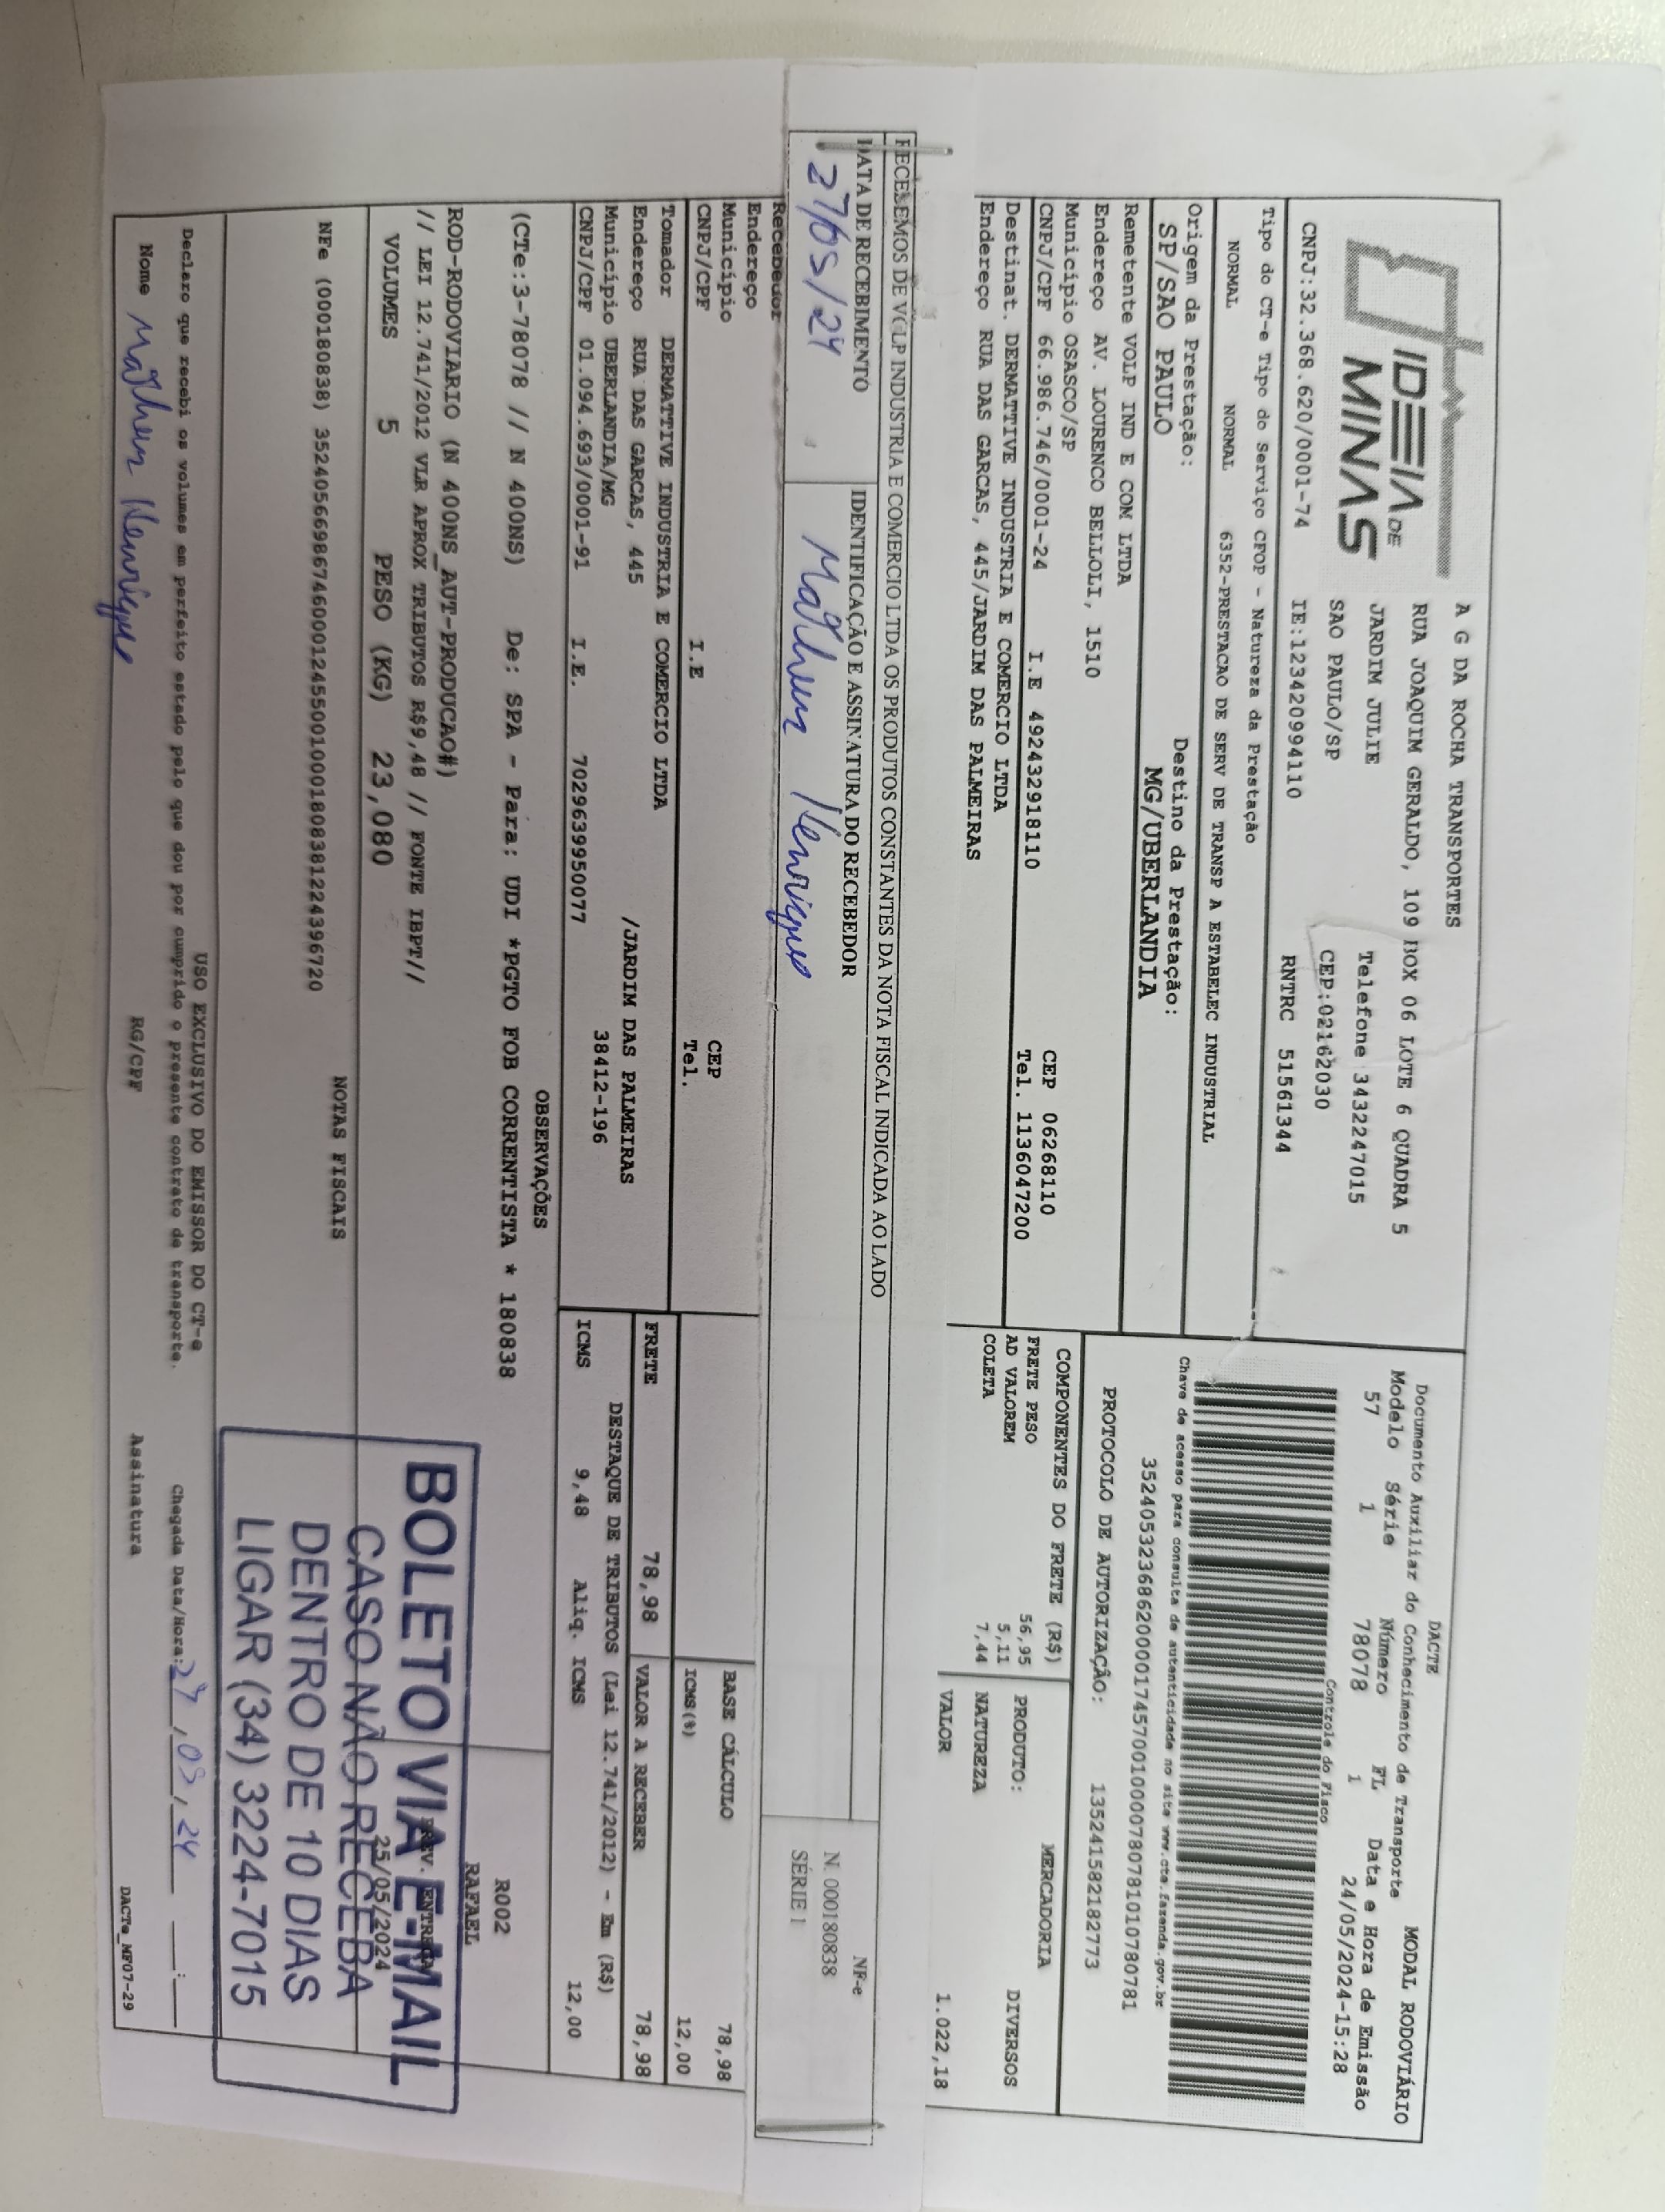 IDEIA DE
MINAS
A G DA ROCHA TRANSPORTES
RUA JOAQUIM GERALDO, 109 BOX 06 LOTE 6 QUADRA 5
JARDIM JULIE
Telefone 3432247015
SAO PAULO/SP
CEP:02162030
CNPJ:32.368.620/0001-74
IE:123420994110
RNTRC 51561344
DACTE
MODAL RODOVIÁRIO
Documento Auxiliar do Conhecimento de Transporte
Modelo Série Número FL Data e Hora de Emissão
57 1 78078 1 24/05/2024-15:28
Controle do Fisco
Tipo do CT-e Tipo do Serviço CFOP - Natureza da Prestação
NORMAL NORMAL 6352-PRESTACAO DE SERV DE TRANSP A ESTABELEC INDUSTRIAL
Chave de acesso para consulta de autenticidade no site www.cte.fazenda.gov.br
35240532368620000174570010000780781010780781
Origem da Prestação:
SP/SAO PAULO
Destino da Prestação:
MG/UBERLANDIA
PROTOCOLO DE AUTORIZAÇÃO: 135241582182773
Remetente VOLP IND E COM LTDA
Endereço AV. LOURENCO BELLOLI, 1510
Município OSASCO/SP
CEP 06268110
CNPJ/CPF 66.986.746/0001-24 I.E 492432918110 Tel. 1136047200
Destinat. DERMATTIVE INDUSTRIA E COMERCIO LTDA
Endereço RUA DAS GARCAS, 445/JARDIM DAS PALMEIRAS
COMPONENTES DO FRETE (R$)
FRETE PESO 56,95
AD VALOREM 5,11
COLETA 7,44
MERCADORIA
PRODUTO: DIVERSOS
NATUREZA
VALOR 1.022,18
RECEBEMOS DE VOLP INDUSTRIA E COMERCIO LTDA OS PRODUTOS CONSTANTES DA NOTA FISCAL INDICADA AO LADO
DATA DE RECEBIMENTO
IDENTIFICAÇÃO E ASSINATURA DO RECEBEDOR
27/05/24
Matheus Henrique
NF-e
N. 000180838
SÉRIE 1
Recebedor
Endereço
Município
CEP
CNPJ/CPF
I.E
Tel.
BASE CÁLCULO 78,98
ICMS(%) 12,00
Tomador DERMATTIVE INDUSTRIA E COMERCIO LTDA
Endereço RUA DAS GARCAS, 445 /JARDIM DAS PALMEIRAS
Município UBERLANDIA/MG 38412-196
CNPJ/CPF 01.094.693/0001-91 I.E. 7029639950077
FRETE 78,98
VALOR A RECEBER 78,98
DESTAQUE DE TRIBUTOS (Lei 12.741/2012) - Em (R$)
ICMS 9,48 Aliq. ICMS 12,00
OBSERVAÇÕES
(CTe:3-78078 // N 400NS) De: SPA - Para: UDI *PGTO FOB CORRENTISTA * 180838
ROD-RODOVIARIO (N 400NS_AUT-PRODUCAO#)
// LEI 12.741/2012 VLR APROX TRIBUTOS R$9,48 // FONTE IBPT//
R002
RAFAEL
PREV. ENTREGA
25/05/2024
VOLUMES 5 PESO (KG) 23,080
NOTAS FISCAIS
NFe (000180838) 35240566986746000124550010001808381224396720
BOLETO VIA E-MAIL
CASO NÃO RECEBA
DENTRO DE 10 DIAS
LIGAR (34) 3224-7015
USO EXCLUSIVO DO EMISSOR DO CT-e
Declaro que recebi os volumes em perfeito estado pelo que dou por cumprido o presente contrato de transporte.
Chegada Data/Hora: 27/05/24 __:__
Nome Matheus Henrique
RG/CPF
Assinatura
DACTe_MF07-29